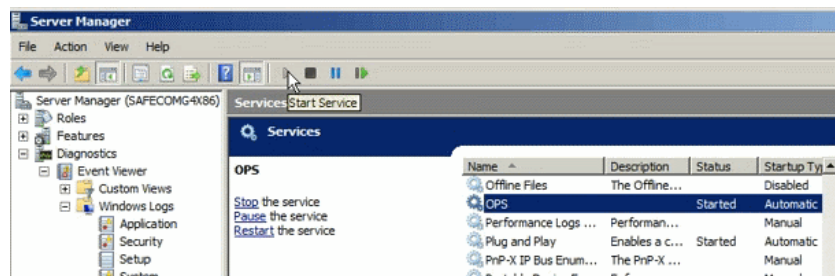 Server Manager
File Action View Help
Server Manager (SAFECOMG4X86)
Roles
Features
Diagnostics
Event Viewer
Custom Views
Windows Logs
Application
Security
Setup
System
Services
Start Service
Services
OPS
Stop the service
Pause the service
Restart the service
Name Description Status Startup Ty
Offline Files The Offline... Disabled
OPS Started Automatic
Performance Logs ... Performan... Manual
Plug and Play Enables a c... Started Automatic
PnP-X IP Bus Enum... The PnP-X ... Manual